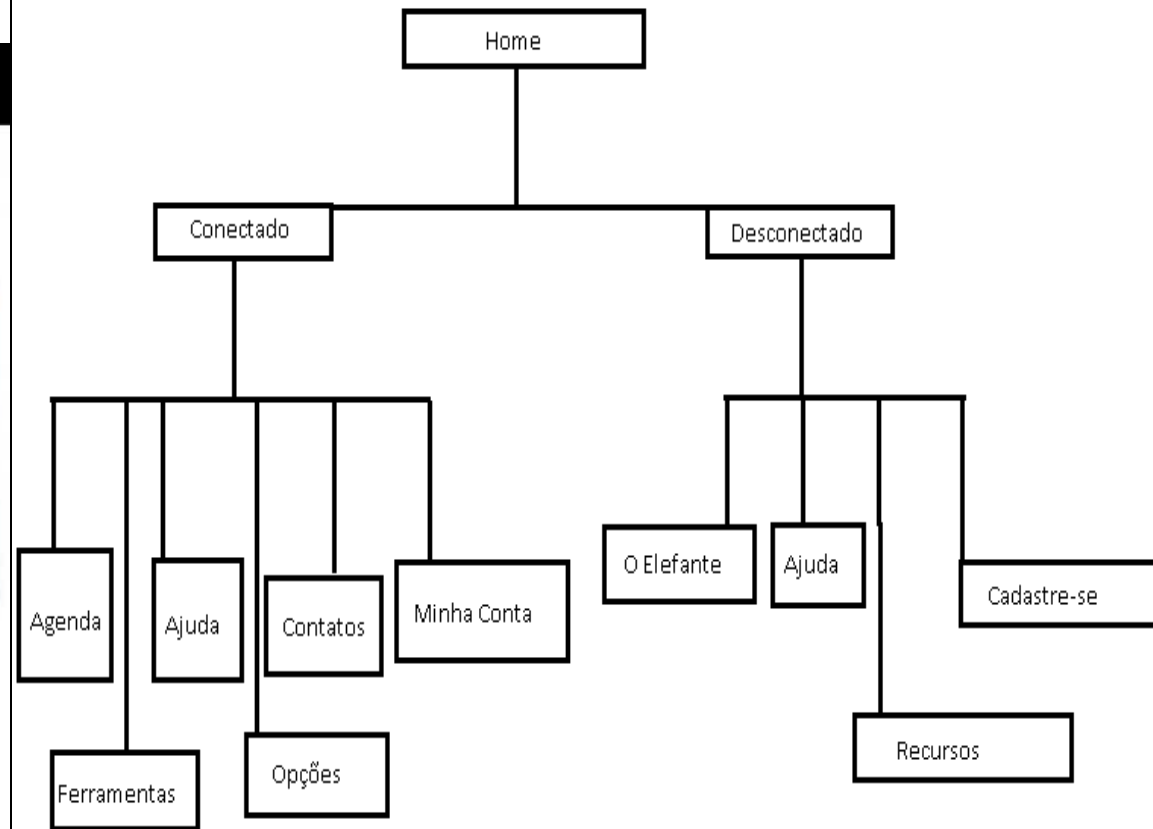 Home
Conectado
Desconectado
Agenda
Ajuda
Contatos
Minha Conta
Ferramentas
Opções
O Elefante
Ajuda
Cadastre-se
Recursos